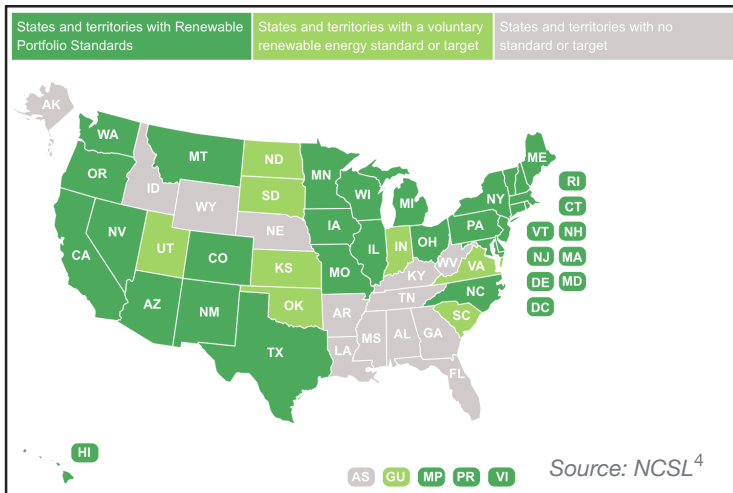 States and territories with Renewable
Portfolio Standards
States and territories with a voluntary
renewable energy standard or target
States and territories with no
standard or target
AK
WA
MT
ND
MN
ME
OR
ID
SD
WI
MI
NY
RI
WY
CT
NV
NE
IA
PA
VT
NH
UT
CO
IL
IN
OH
NJ
MA
CA
KS
MO
KY
WV
VA
DE
MD
AZ
NM
OK
AR
TN
NC
DC
TX
LA
MS
AL
GA
SC
FL
HI
AS
GU
MP
PR
VI
Source: NCSL4